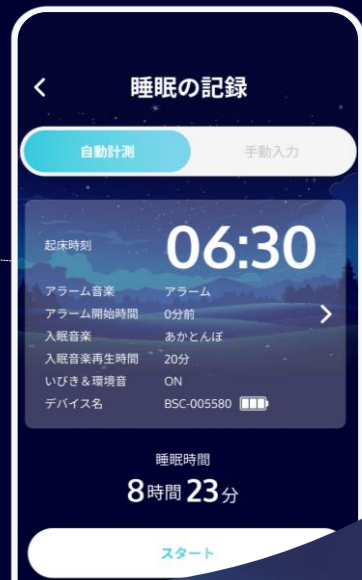 睡眠の記録
自動計測 手動入力
起床時刻 06:30
アラーム音楽 アラーム
アラーム開始時間 0分前
入眠音楽 あかとんぼ
入眠音楽再生時間 20分
いびき&環境音 ON
デバイス名 BSC-005580
睡眠時間
8時間23分
スタート